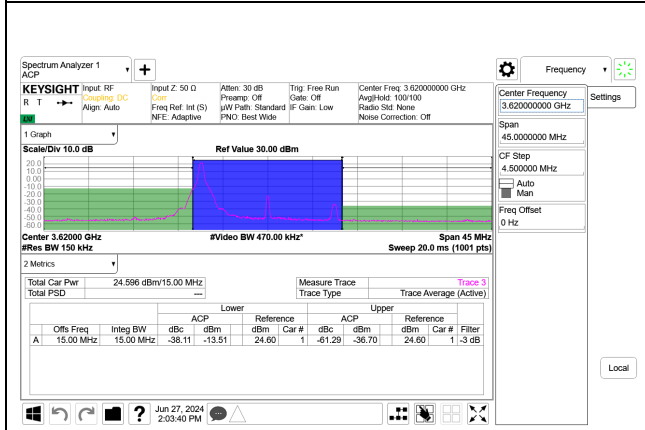 Spectrum Analyzer 1
ACP
Frequency
KEYSIGHT Input: RF Input Z: 50 Ω Atten: 30 dB Trig: Free Run Center Freq: 3.620000000 GHz
R T Coupling: DC Corr Preamp: Off Gate: Off Avg|Hold: 100/100
Align: Auto Freq Ref: Int (S) µW Path: Standard IF Gain: Low Radio Std: None
NFE: Adaptive PNO: Best Wide Noise Correction: Off
1 Graph
Scale/Div 10.0 dB Ref Value 30.00 dBm
20.0
10.0
0.00
-10.0
-20.0
-30.0
-40.0
-50.0
-60.0
Center 3.62000 GHz #Video BW 470.00 kHz* Span 45 MHz
#Res BW 150 kHz Sweep 20.0 ms (1001 pts)
2 Metrics
Total Car Pwr 24.596 dBm/15.00 MHz Measure Trace Trace 3
Total PSD --- Trace Type Trace Average (Active)
Lower Upper
ACP Reference ACP Reference
Offs Freq Integ BW dBc dBm dBm Car # dBc dBm dBm Car # Filter
A 15.00 MHz 15.00 MHz -38.11 -13.51 24.60 1 -61.29 -36.70 24.60 1 -3 dB
Center Frequency
3.620000000 GHz
Settings
Span
45.0000000 MHz
CF Step
4.500000 MHz
Auto
Man
Freq Offset
0 Hz
Local
?
Jun 27, 2024
2:03:40 PM